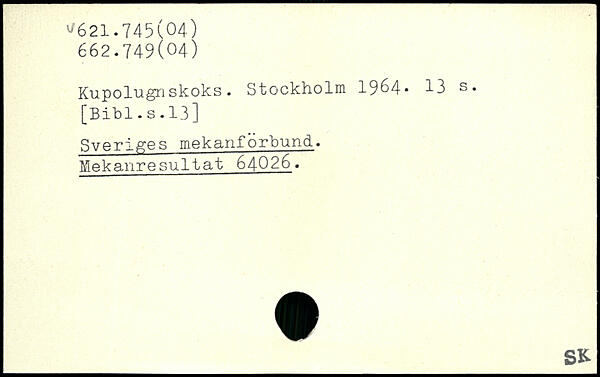 v621.745(04)
662.749(04)
Kupolugnskoks. Stockholm 1964. 13 s.
[Bibl.s.13]
Sveriges mekanförbund.
Mekanresultat 64026.
SK